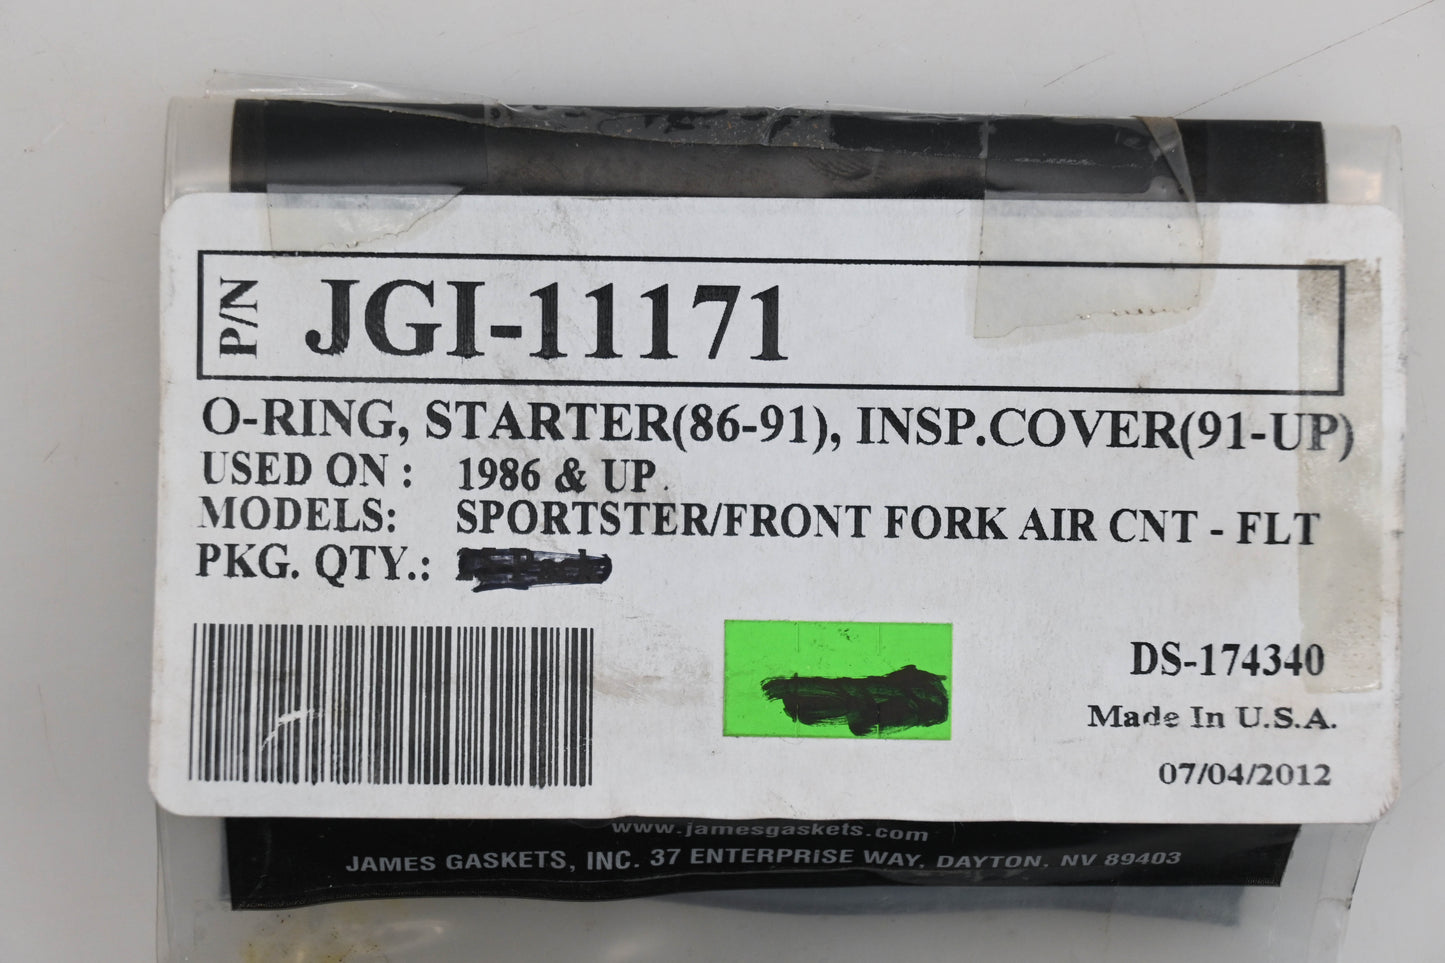 P/N JGI-11171
O-RING, STARTER(86-91), INSP.COVER(91-UP)
USED ON : 1986 & UP
MODELS: SPORTSTER/FRONT FORK AIR CNT - FLT
PKG. QTY.:
DS-174340
Made In U.S.A.
07/04/2012
www.jamesgaskets.com
JAMES GASKETS, INC. 37 ENTERPRISE WAY, DAYTON, NV 89403